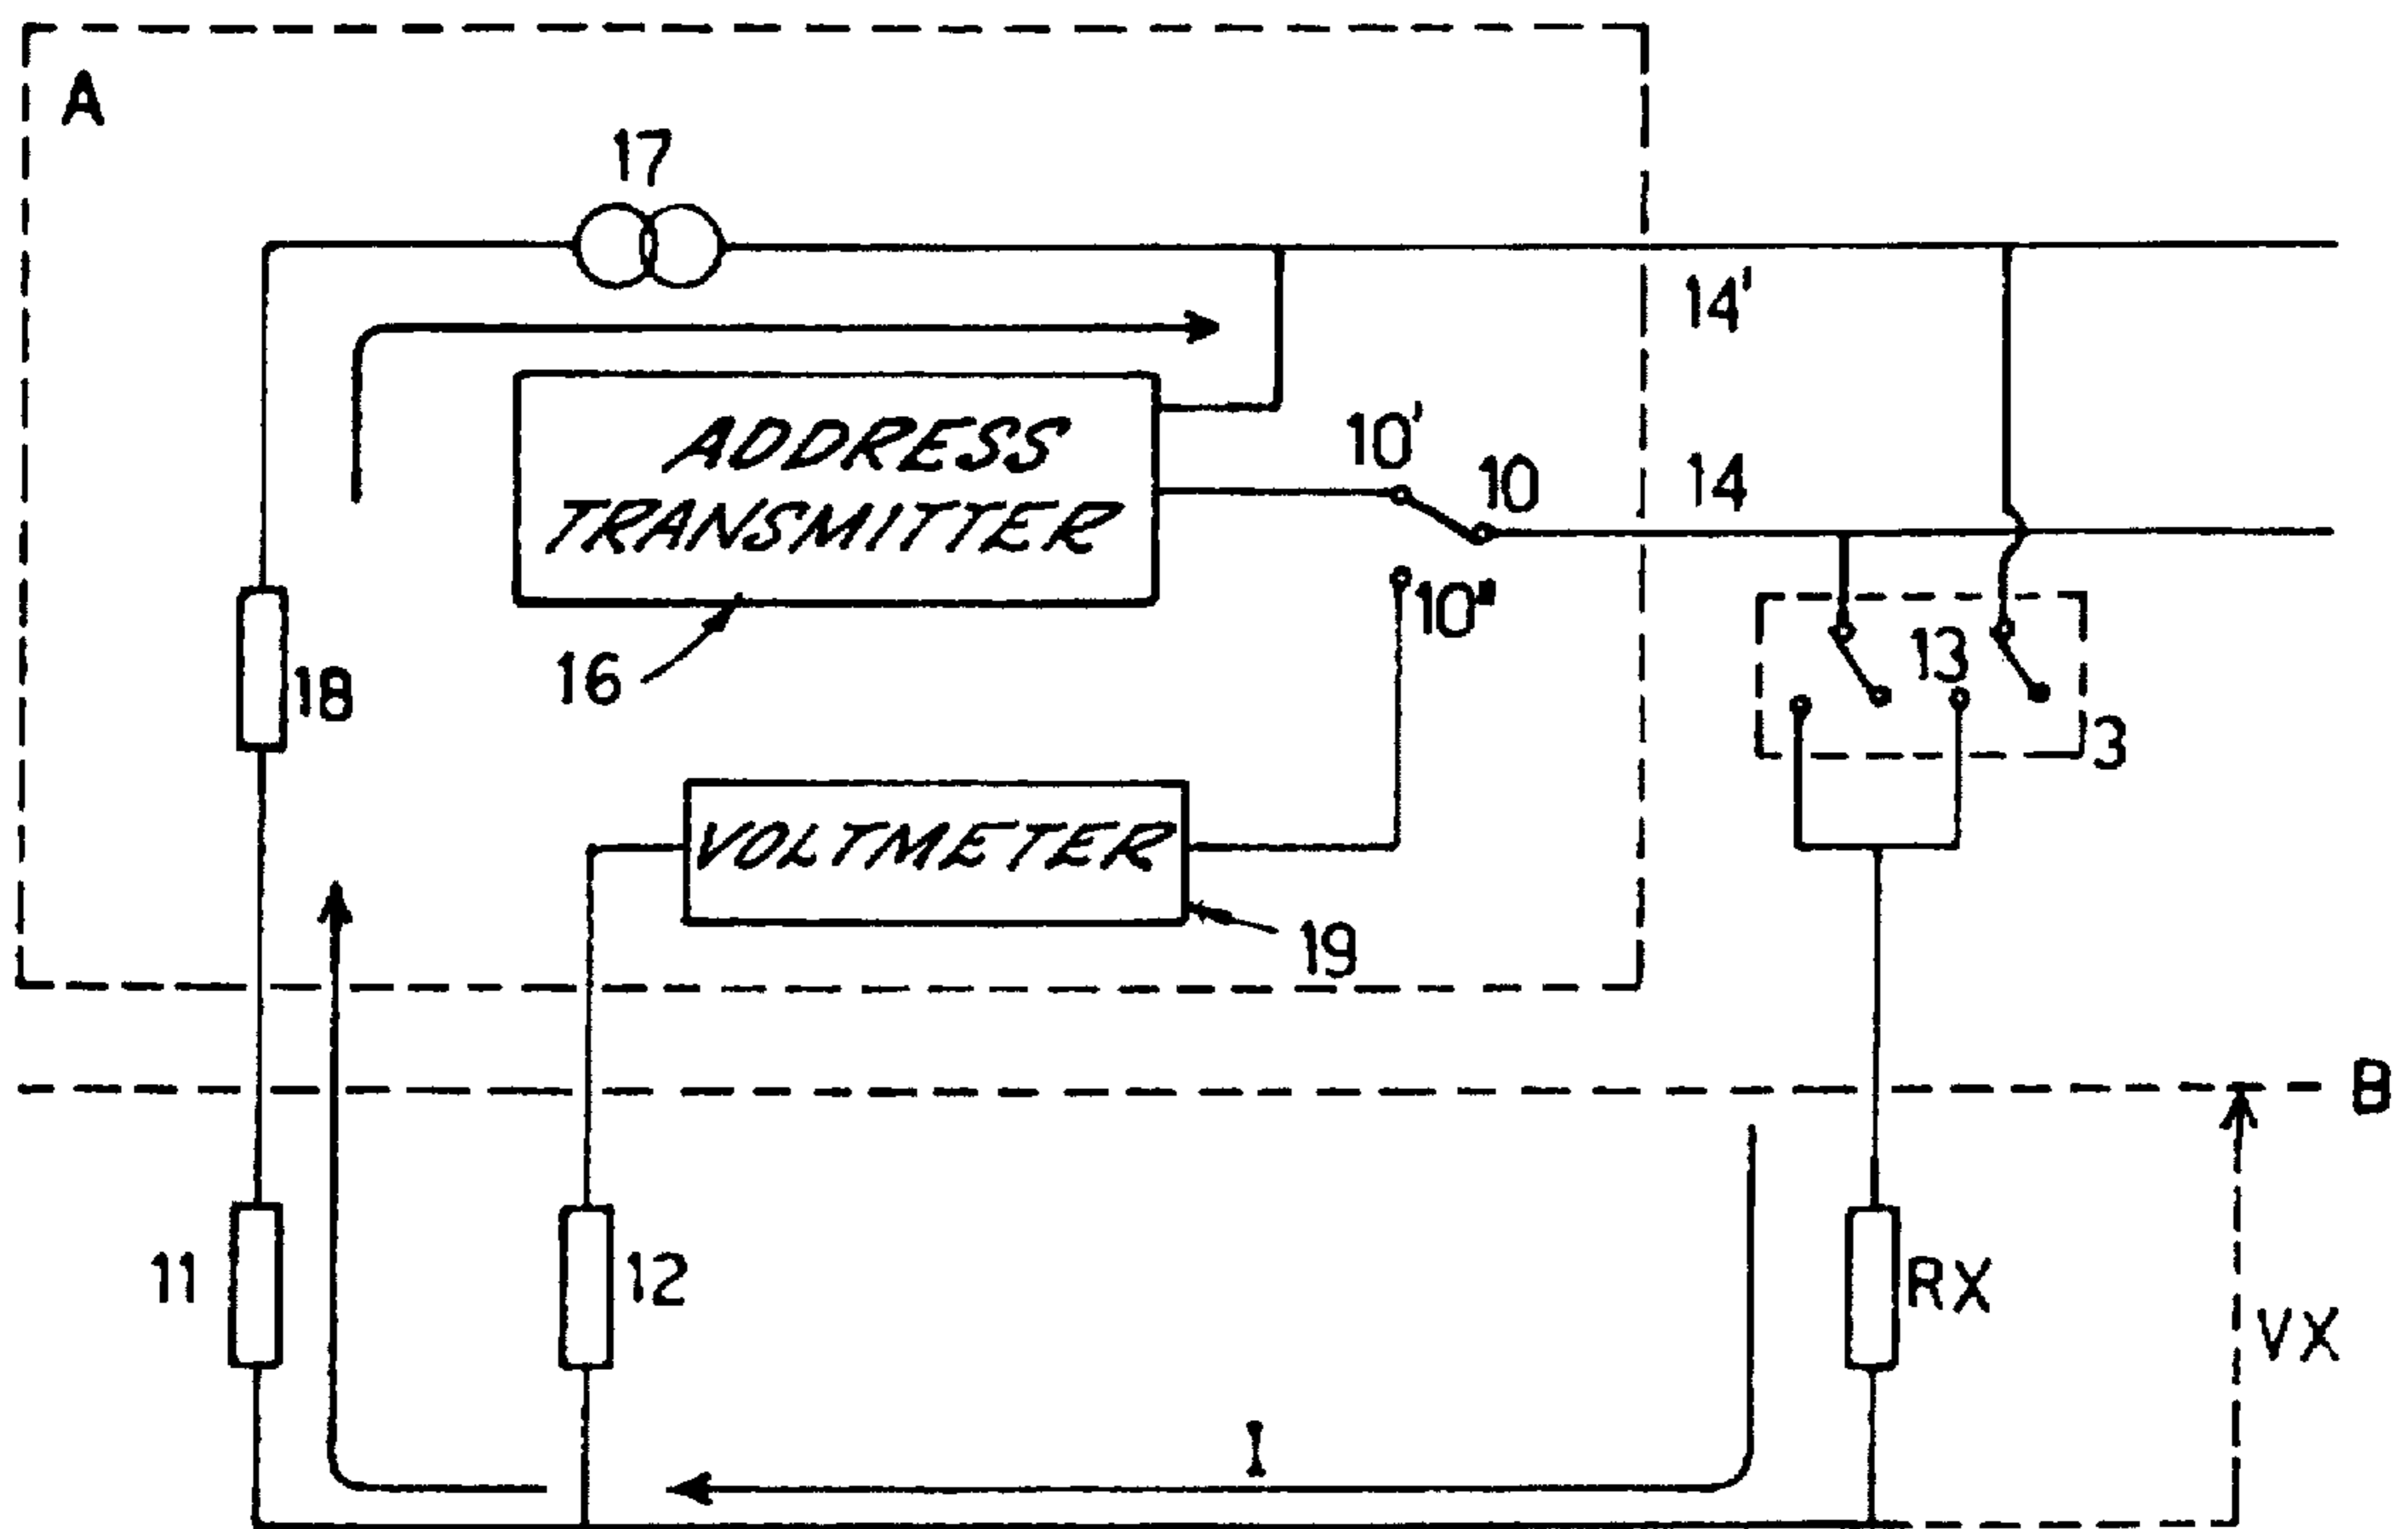 A
17
14'
ADDRESS
TRANSMITTER
10'
10
14
10"
16
18
13
3
VOLTMETER
19
B
11
12
RX
VX
I